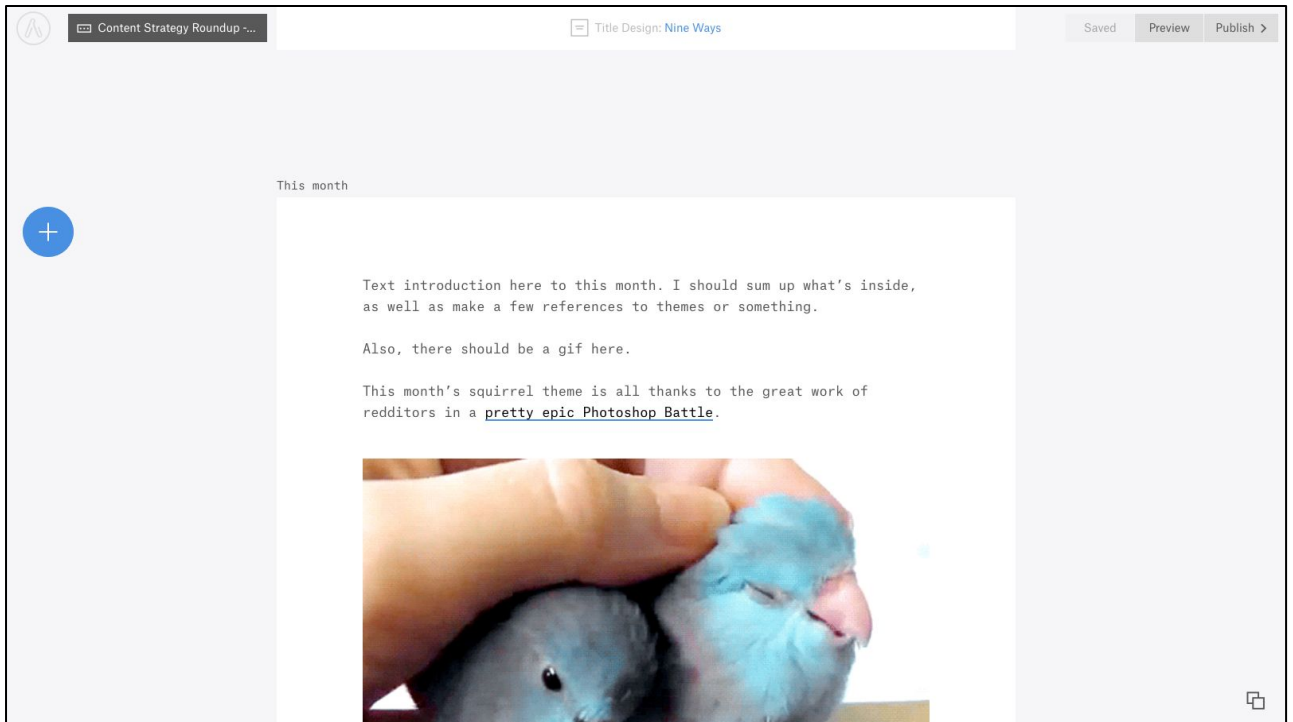 Content Strategy Roundup -...
Title Design: Nine Ways
Saved
Preview
Publish
This month
Text introduction here to this month. I should sum up what’s inside,
as well as make a few references to themes or something.
Also, there should be a gif here.
This month’s squirrel theme is all thanks to the great work of
redditors in a pretty epic Photoshop Battle.